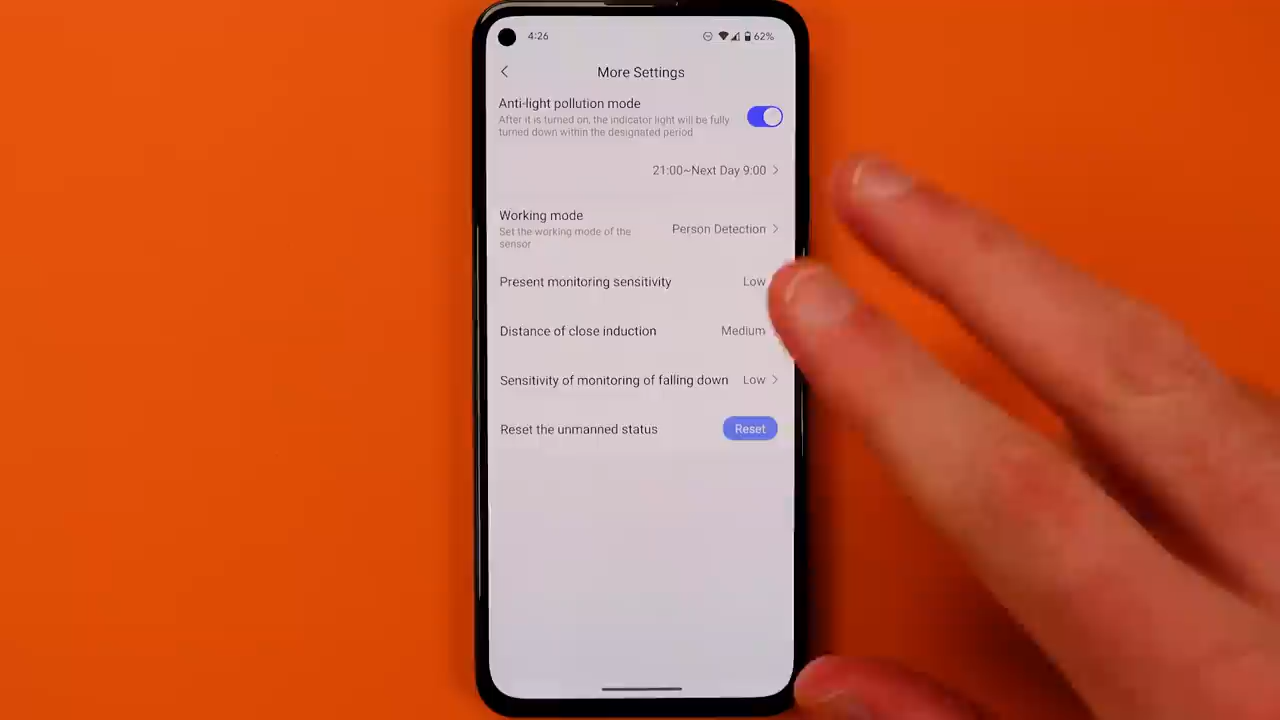 4:26
62%
More Settings
Anti-light pollution mode
After it is turned on, the indicator light will be fully
turned down within the designated period
21:00~Next Day 9:00
Working mode
Set the working mode of the
sensor
Person Detection
Present monitoring sensitivity Low
Distance of close induction Medium
Sensitivity of monitoring of falling down Low
Reset the unmanned status Reset